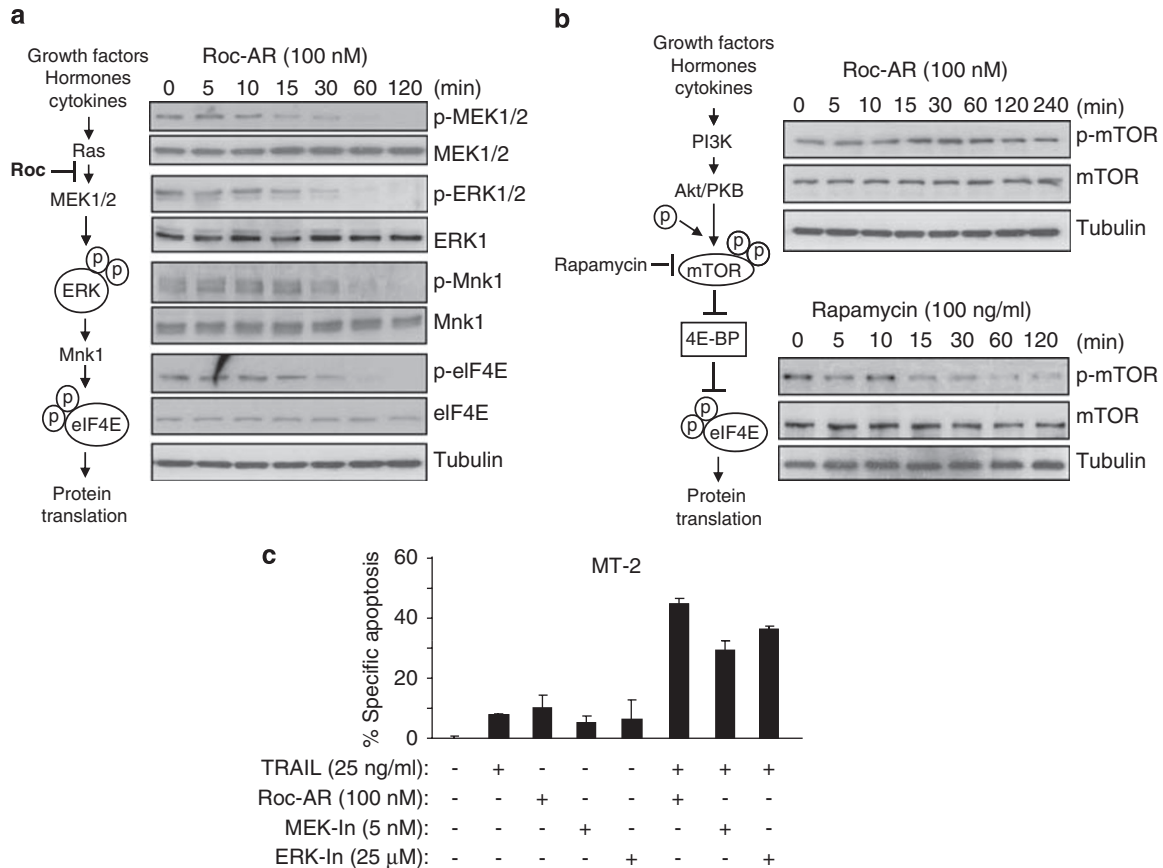 a
Growth factors
Hormones
cytokines
Ras
Roc
MEK1/2
p
p
ERK
Mnk1
p
p
eIF4E
Protein
translation
Roc-AR (100 nM)
0 5 10 15 30 60 120 (min)
p-MEK1/2
MEK1/2
p-ERK1/2
ERK1
p-Mnk1
Mnk1
p-eIF4E
eIF4E
Tubulin
b
Growth factors
Hormones
cytokines
PI3K
Akt/PKB
p
p
p
Rapamycin
mTOR
4E-BP
p
p
eIF4E
Protein
translation
Roc-AR (100 nM)
0 5 10 15 30 60 120 240 (min)
p-mTOR
mTOR
Tubulin
Rapamycin (100 ng/ml)
0 5 10 15 30 60 120 (min)
p-mTOR
mTOR
Tubulin
c
MT-2
% Specific apoptosis
60
40
20
0
TRAIL (25 ng/ml): - + - - - + + +
Roc-AR (100 nM): - - + - - + - -
MEK-In (5 nM): - - - + - - + -
ERK-In (25 µM): - - - - + - - +